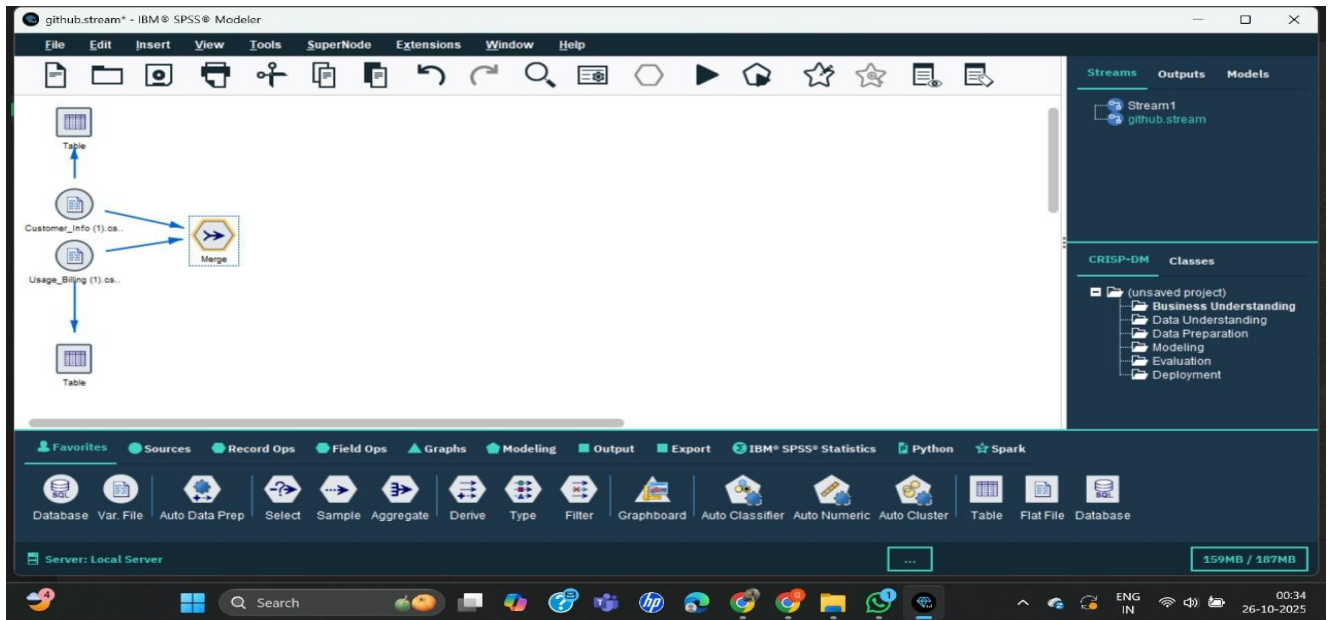 github.stream* - IBM® SPSS® Modeler
File Edit Insert View Tools SuperNode Extensions Window Help
Streams Outputs Models
Stream1
github.stream
Table
Customer_Info (1).cs..
Merge
Usage_Billing (1).cs..
Table
CRISP-DM Classes
(unsaved project)
Business Understanding
Data Understanding
Data Preparation
Modeling
Evaluation
Deployment
Favorites Sources Record Ops Field Ops Graphs Modeling Output Export IBM® SPSS® Statistics Python Spark
SQL
SQL
Database Var. File Auto Data Prep Select Sample Aggregate Derive Type Filter Graphboard Auto Classifier Auto Numeric Auto Cluster Table Flat File Database
Server: Local Server ... 159MB / 187MB
4
Search
hp
ENG
IN
00:34
26-10-2025